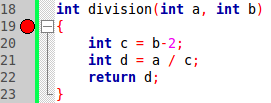 18 int division(int a, int b)
19 {
20 int c = b-2;
21 int d = a / c;
22 return d;
23 }